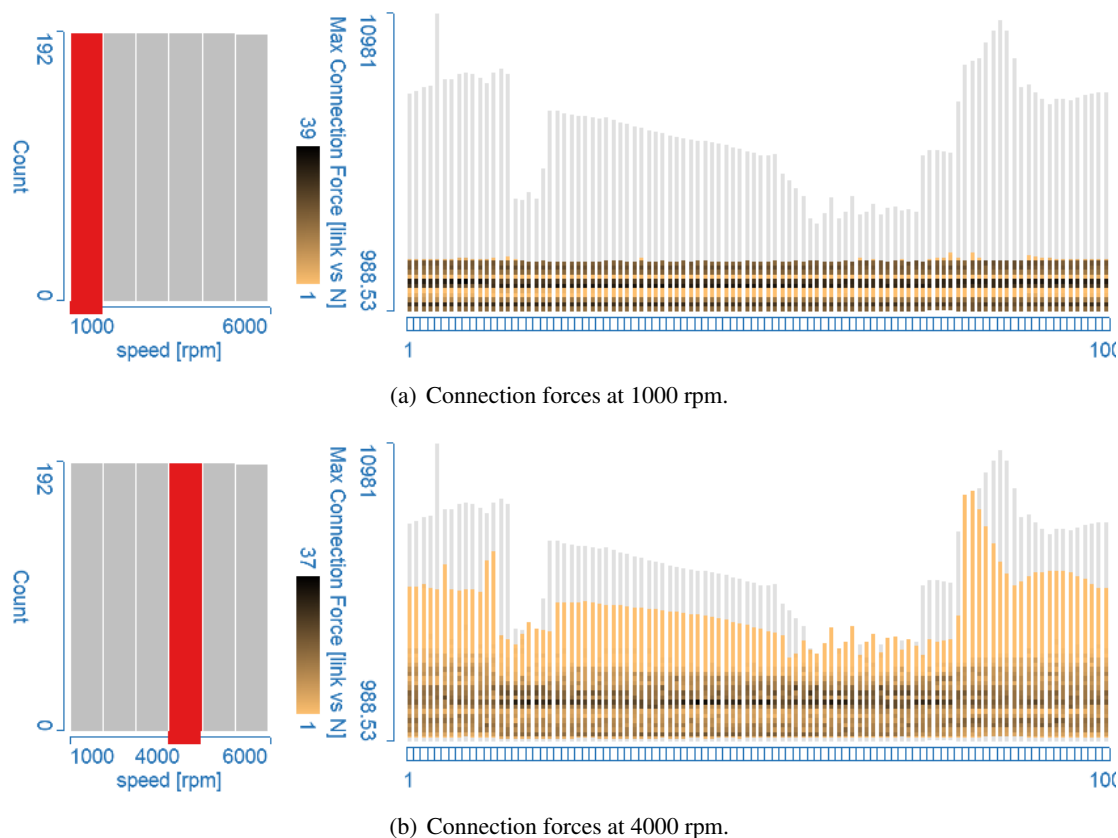 192
Count
0
1000 6000
speed [rpm]
39
1
Max Connection Force [link vs N]
10981
988.53
1 100
(a) Connection forces at 1000 rpm.
192
Count
0
1000 4000 6000
speed [rpm]
37
1
Max Connection Force [link vs N]
10981
988.53
1 100
(b) Connection forces at 4000 rpm.